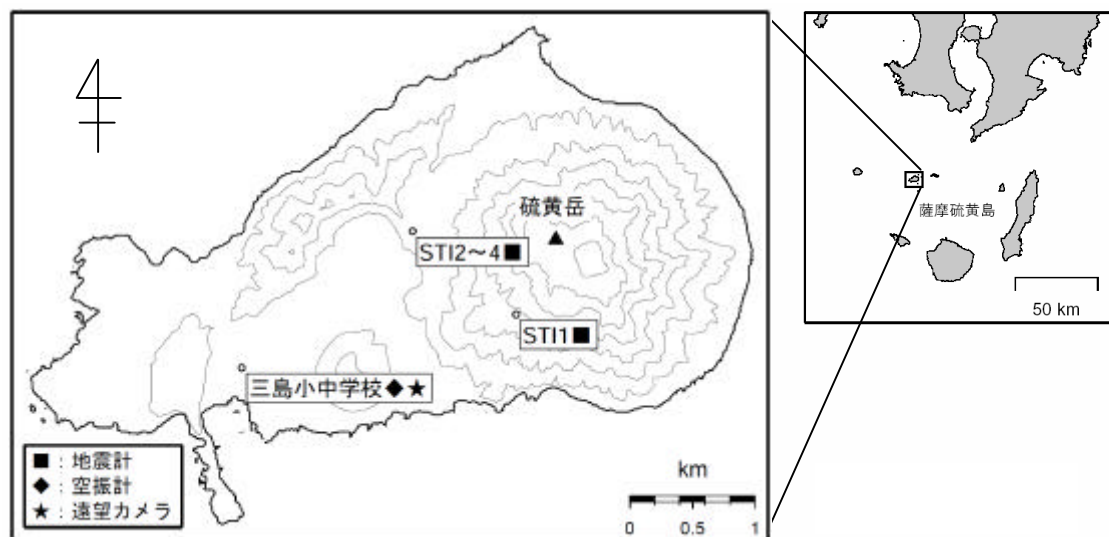 硫黄岳
STI2～4■
STI1■
三島小中学校◆★
■：地震計
◆：空振計
★：遠望カメラ
km
0 0.5 1
薩摩硫黄島
50 km